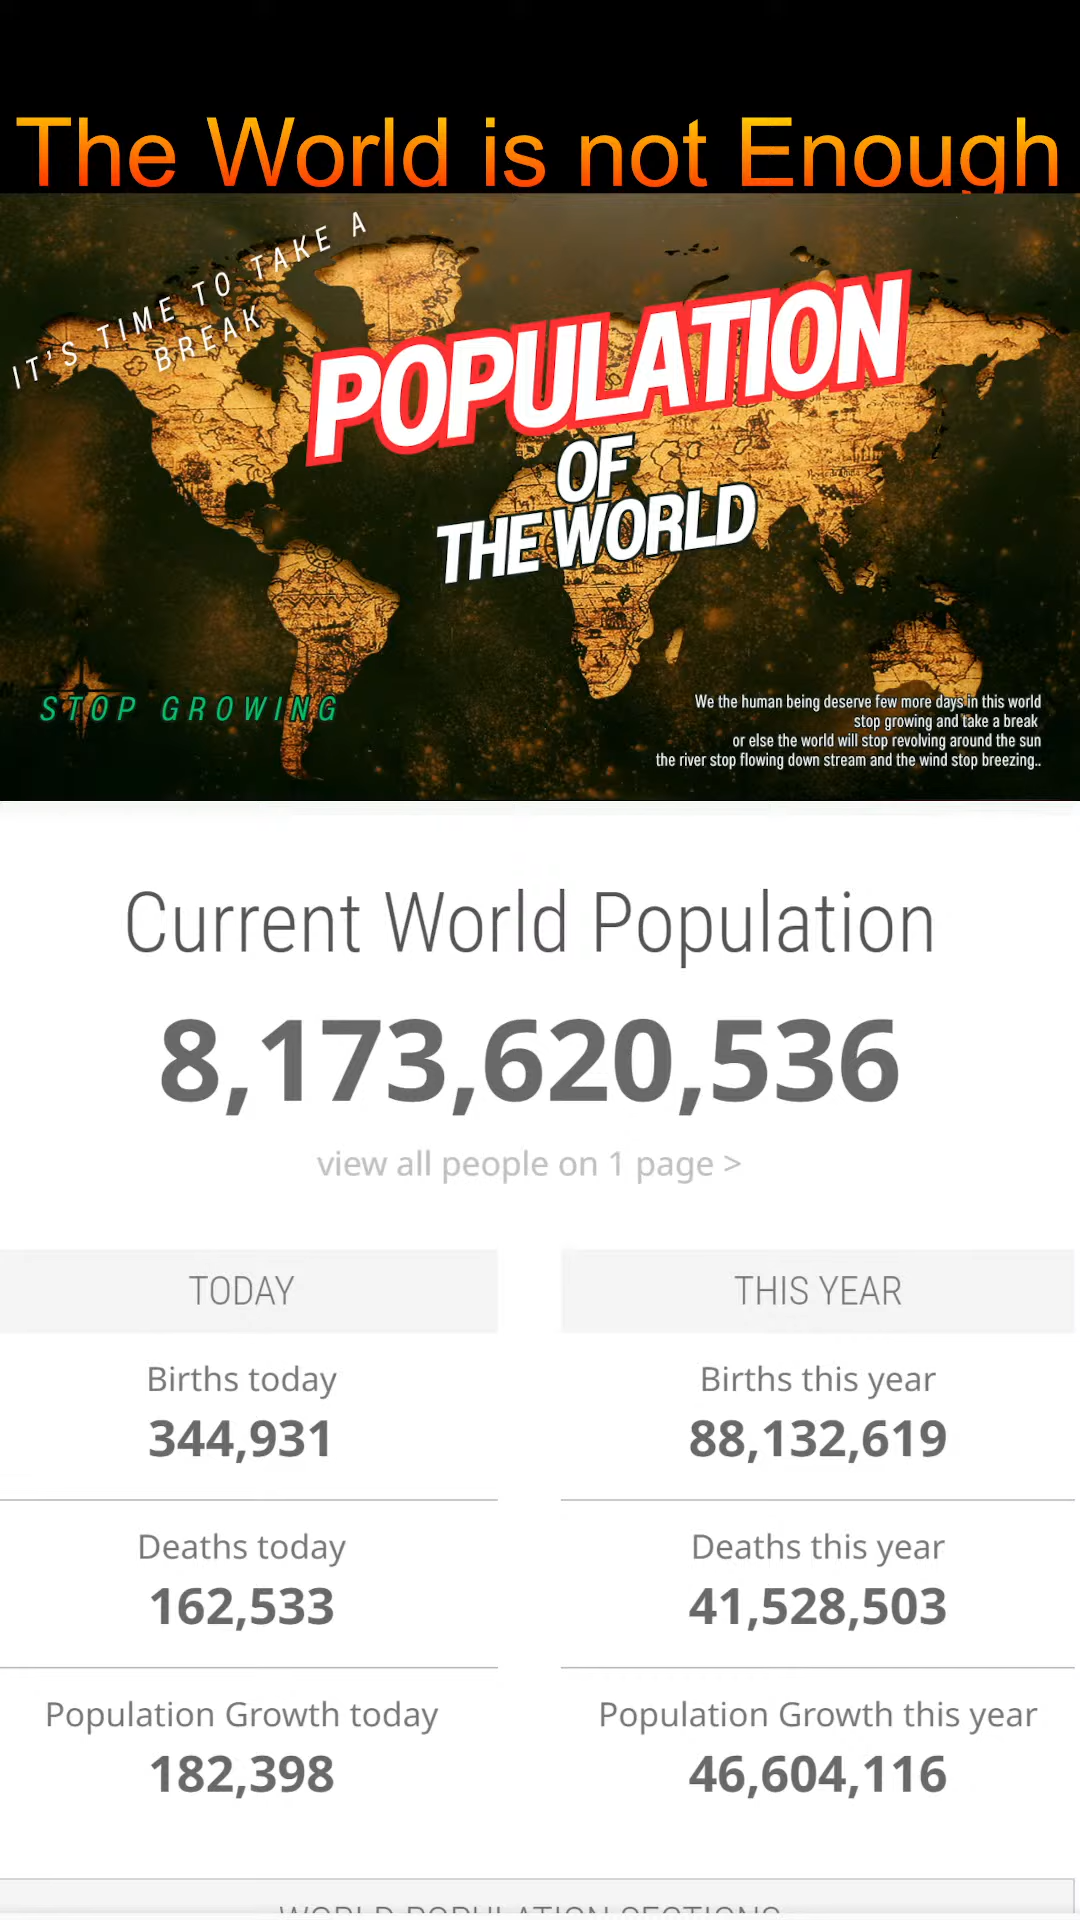 The World is not Enough
IT'S TIME TO TAKE A
BREAK
POPULATION
OF
THE WORLD
STOP GROWING
We the human being deserve few more days in this world
stop growing and take a break
or else the world will stop revolving around the sun
the river stop flowing down stream and the wind stop breezing..
Current World Population
8,173,620,536
view all people on 1 page >
TODAY
Births today
344,931
Deaths today
162,533
Population Growth today
182,398
THIS YEAR
Births this year
88,132,619
Deaths this year
41,528,503
Population Growth this year
46,604,116
WORLD POPULATION SECTIONS